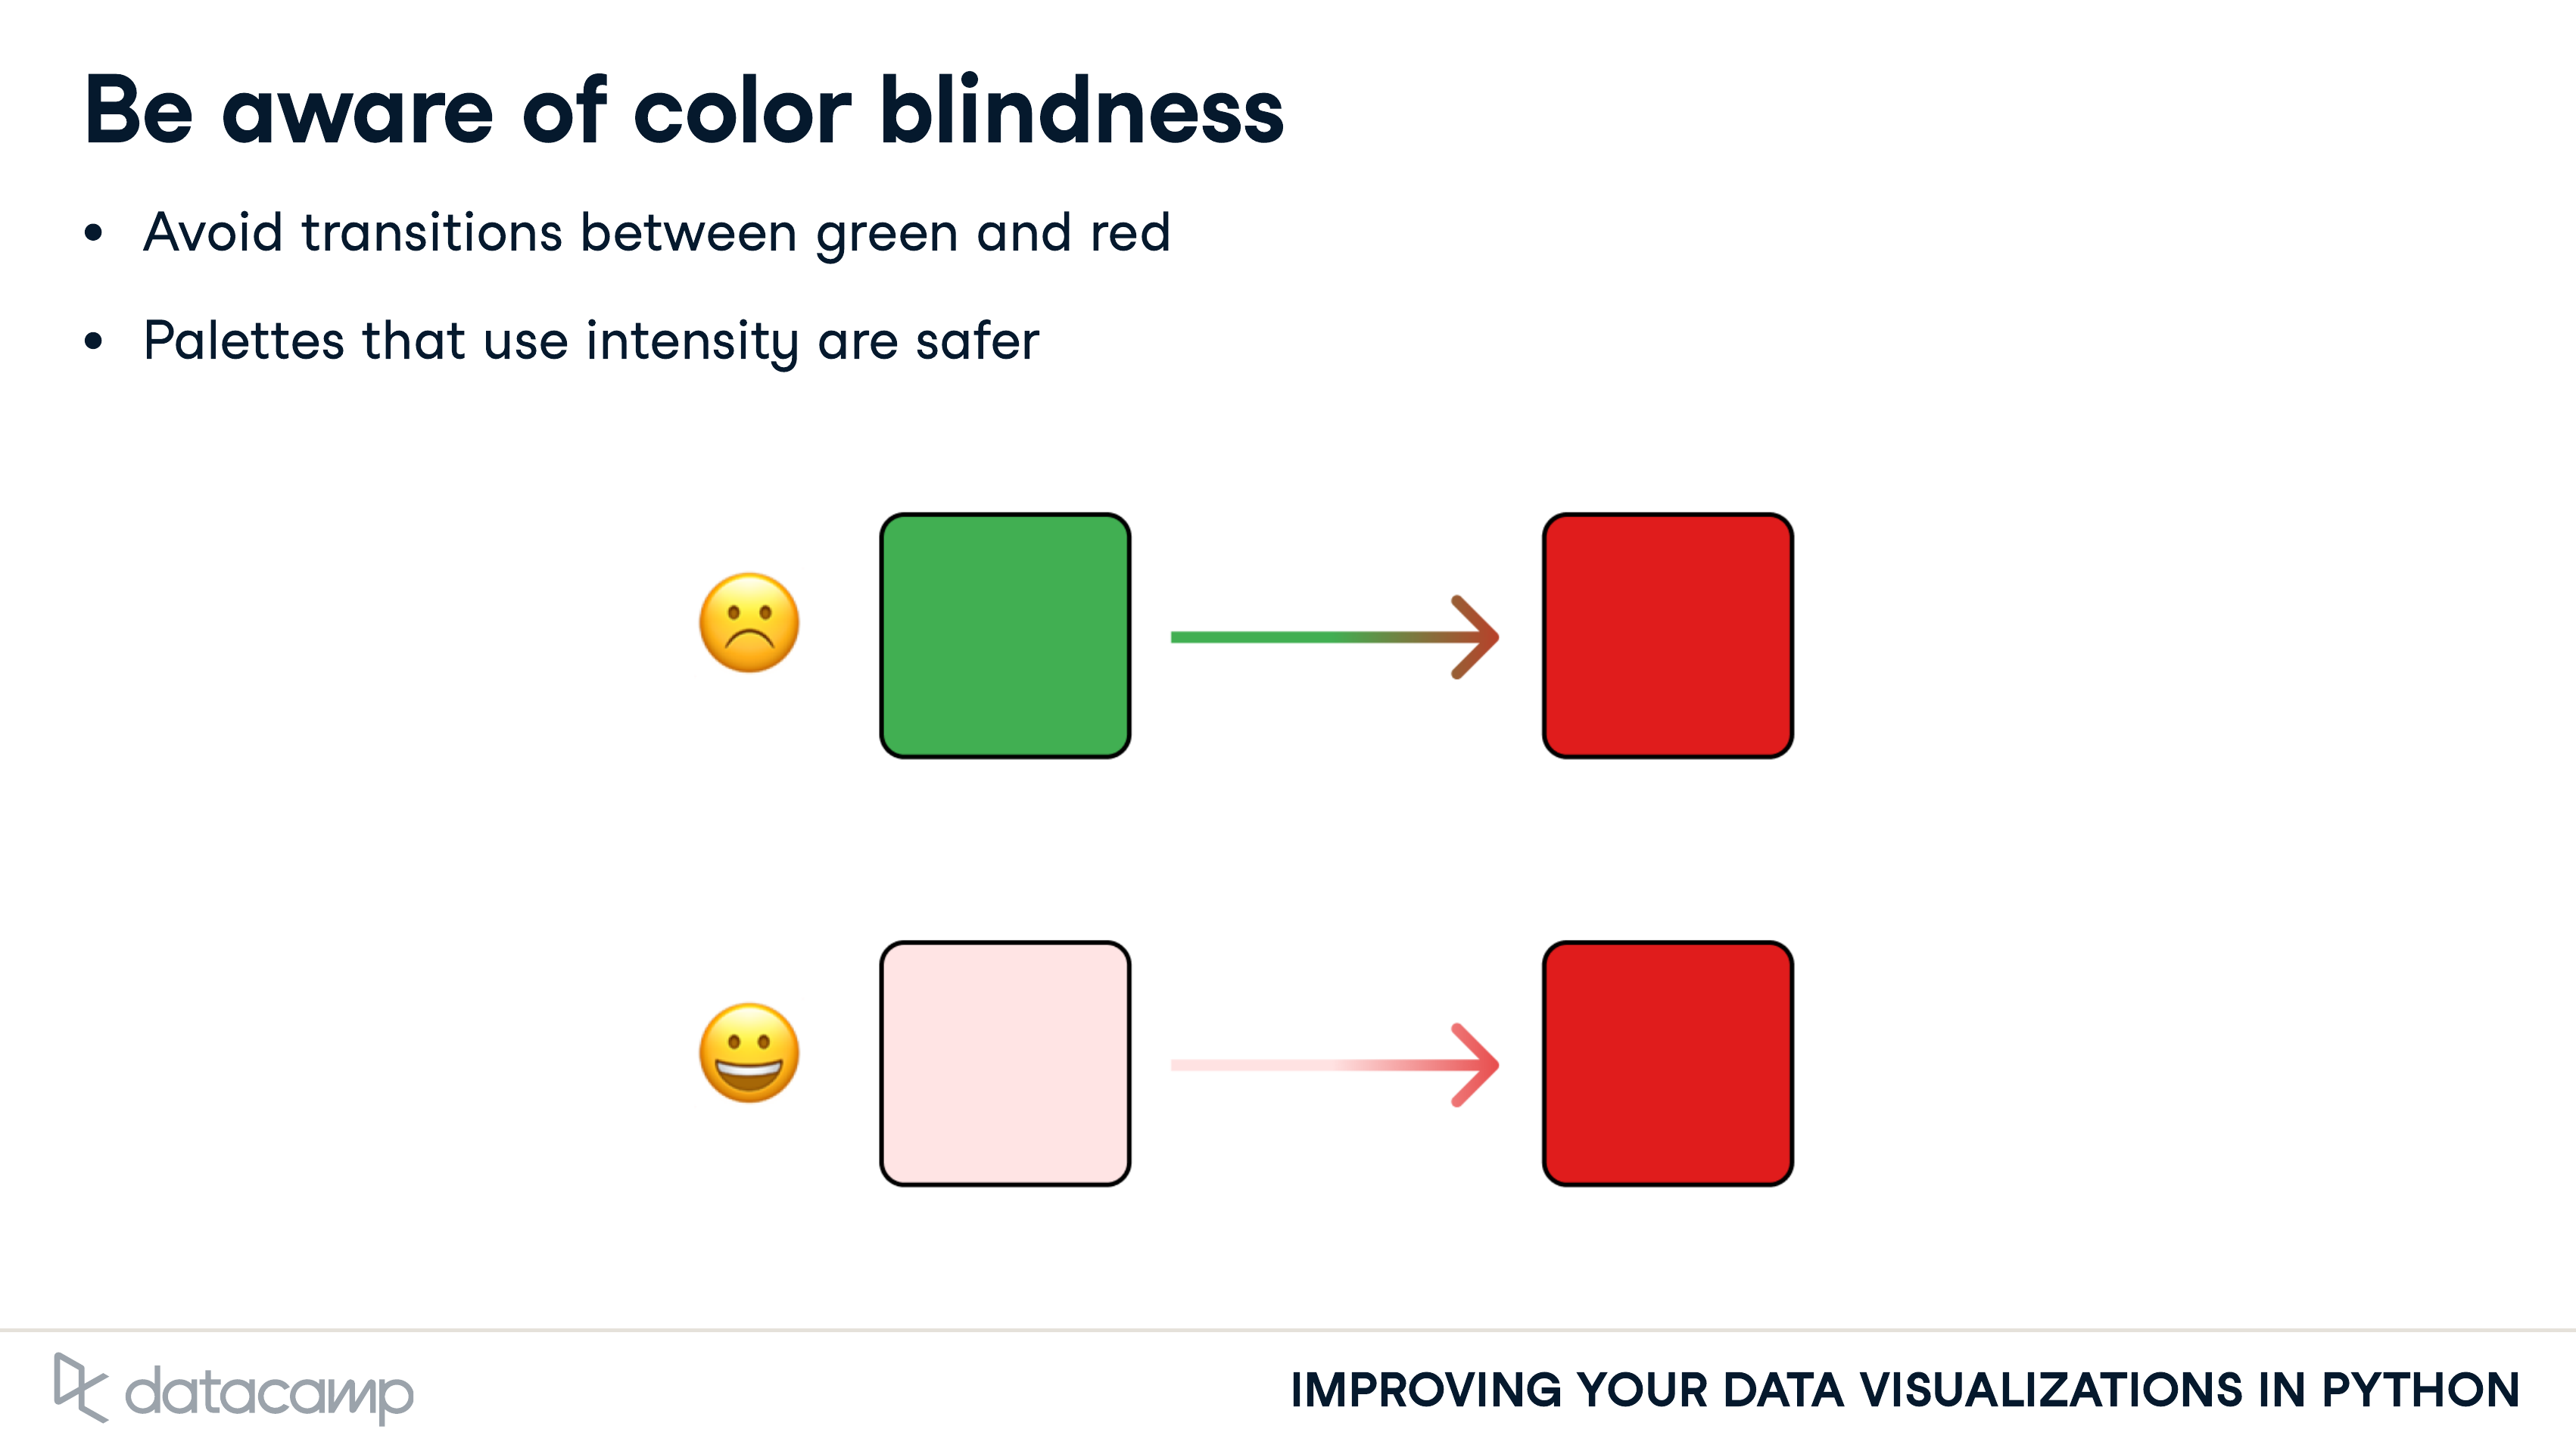 Be aware of color blindness
• Avoid transitions between green and red
• Palettes that use intensity are safer
datacamp
IMPROVING YOUR DATA VISUALIZATIONS IN PYTHON